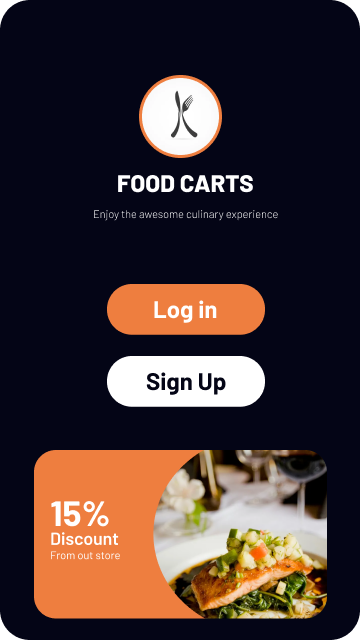 FOOD CARTS
Enjoy the awesome culinary experience
Log in
Sign Up
15%
Discount
From out store